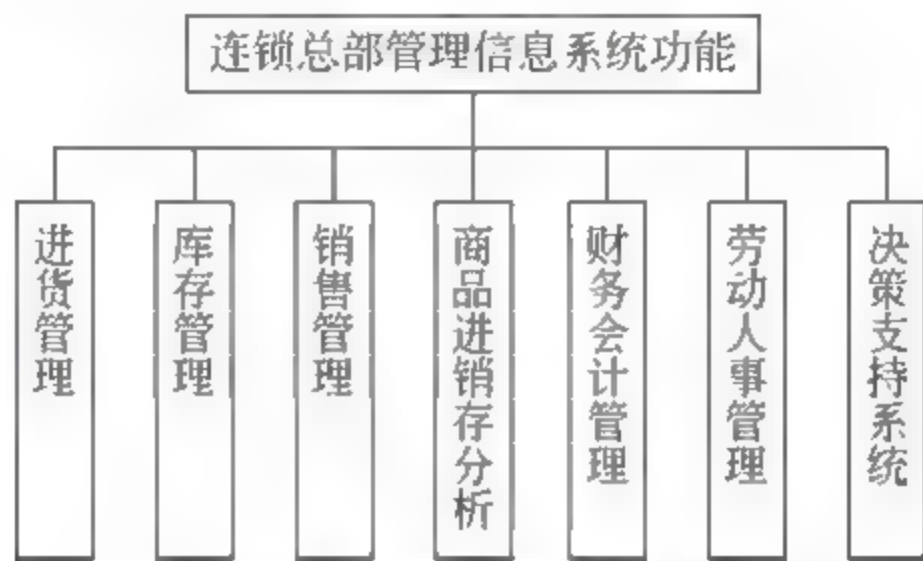 连锁总部管理信息系统功能
进货管理
库存管理
销售管理
商品进销存分析
财务会计管理
劳动人事管理
决策支持系统